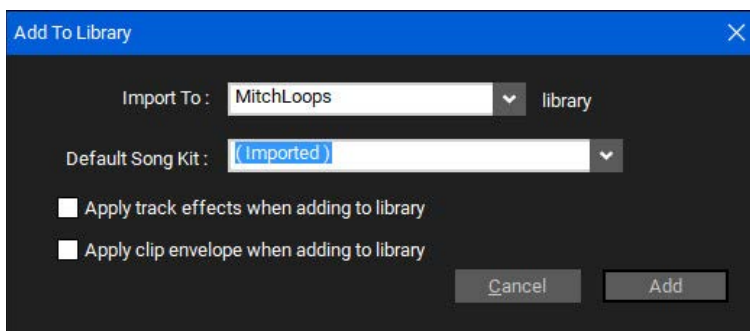 Add To Library
Import To : MitchLoops library
Default Song Kit : ( Imported )
Apply track effects when adding to library
Apply clip envelope when adding to library
Cancel Add